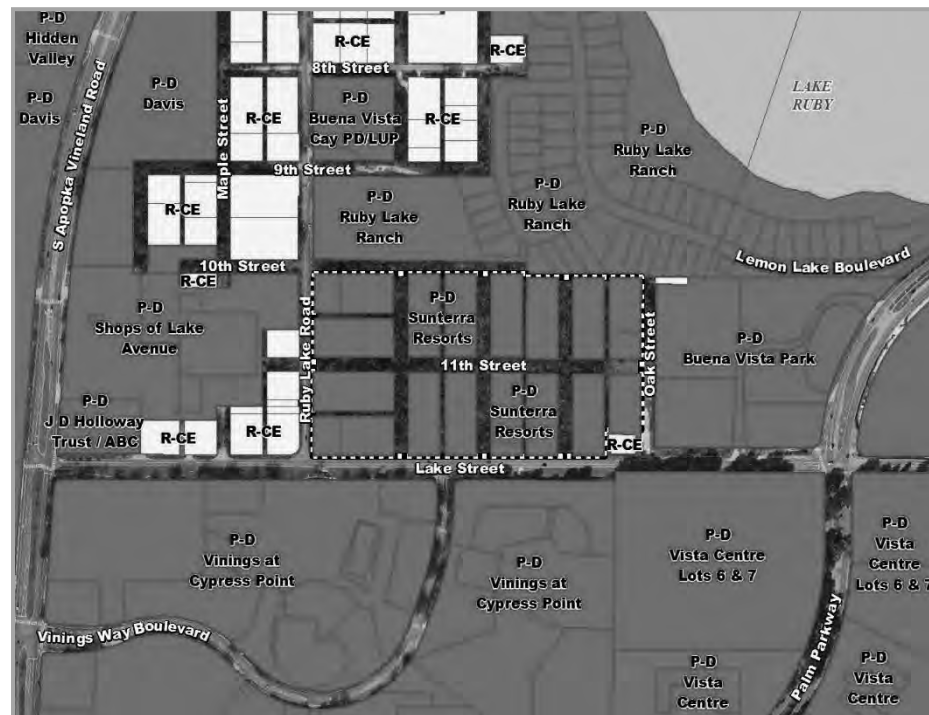 P-D
Hidden
Valley
P-D
Davis
P-D
Davis
S Apopka Vineland Road
Maple Street
R-CE
R-CE
8th Street
R-CE
P-D
Buena Vista
Cay PD/LUP
R-CE
9th Street
LAKE
RUBY
P-D
Ruby Lake
Ranch
P-D
Ruby Lake
Ranch
P-D
Ruby Lake
Ranch
R-CE
10th Street
R-CE
Lemon Lake Boulevard
P-D
Shops of Lake
Avenue
Ruby Lake Road
P-D
Sunterra
Resorts
11th Street
Oak Street
P-D
Buena Vista Park
P-D
J D Holloway
Trust / ABC
R-CE
R-CE
P-D
Sunterra
Resorts
R-CE
Lake Street
P-D
Vinings at
Cypress Point
P-D
Vinings at
Cypress Point
P-D
Vista Centre
Lots 6 & 7
P-D
Vista
Centre
Lots 6 & 7
Vinings Way Boulevard
Palm Parkway
P-D
Vista
Centre
P-D
Vista
Centre